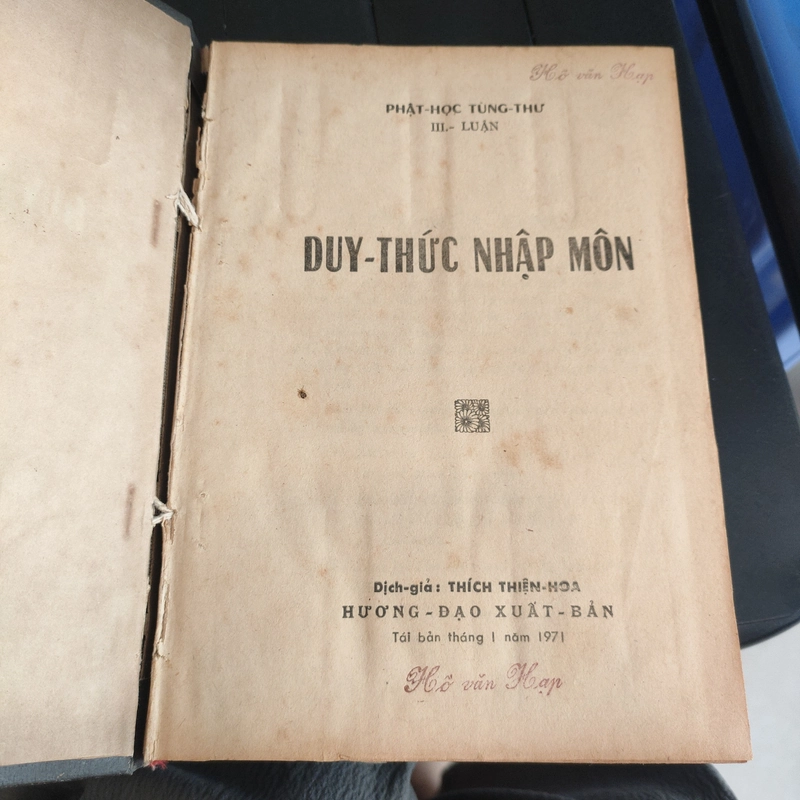 Hồ văn Hạp
PHẬT-HỌC TÙNG-THƯ
III.- LUẬN
DUY-THỨC NHẬP MÔN
Dịch-giả: THÍCH THIỆN-HOA
HƯƠNG-ĐẠO XUẤT-BẢN
Tái bản tháng 1 năm 1971
Hồ văn Hạp